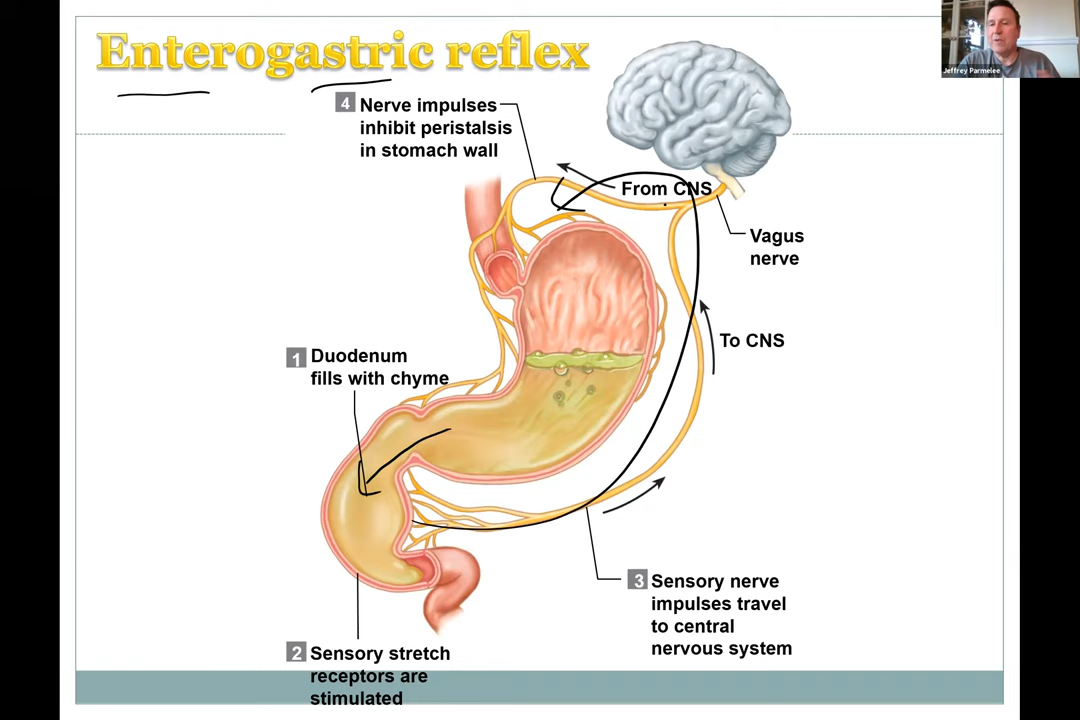 Enterogastric reflex
Jeffrey Parmelee
4 Nerve impulses
inhibit peristalsis
in stomach wall
From CNS
Vagus
nerve
To CNS
1 Duodenum
fills with chyme
3 Sensory nerve
impulses travel
to central
nervous system
2 Sensory stretch
receptors are
stimulated